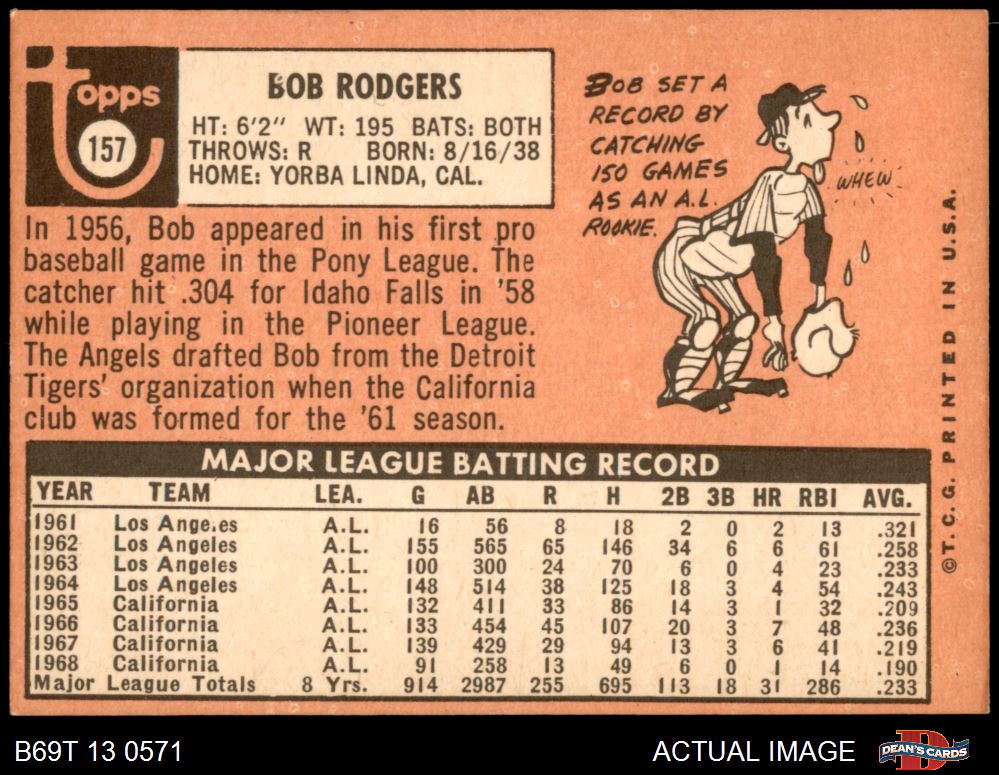 Topps
157
BOB RODGERS
HT: 6'2" WT: 195 BATS: BOTH
THROWS: R BORN: 8/16/38
HOME: YORBA LINDA, CAL.
In 1956, Bob appeared in his first pro
baseball game in the Pony League. The
catcher hit .304 for Idaho Falls in '58
while playing in the Pioneer League.
The Angels drafted Bob from the Detroit
Tigers' organization when the California
club was formed for the '61 season.
BOB SET A
RECORD BY
CATCHING
150 GAMES
AS AN A.L.
ROOKIE.
WHEW
©T.C.G. PRINTED IN U.S.A.
MAJOR LEAGUE BATTING RECORD
YEAR TEAM LEA. G AB R H 2B 3B HR RBI AVG.
1961 Los Angeles A.L. 16 56 8 18 2 0 2 13 .321
1962 Los Angeles A.L. 155 565 65 146 34 6 6 61 .258
1963 Los Angeles A.L. 100 300 24 70 6 0 4 23 .233
1964 Los Angeles A.L. 148 514 38 125 18 3 4 54 .243
1965 California A.L. 132 411 33 86 14 3 1 32 .209
1966 California A.L. 133 454 45 107 20 3 7 48 .236
1967 California A.L. 139 429 29 94 13 3 6 41 .219
1968 California A.L. 91 258 13 49 6 0 1 14 .190
Major League Totals 8 Yrs. 914 2987 255 695 113 18 31 286 .233
B69T 13 0571
ACTUAL IMAGE
DEAN'S CARDS